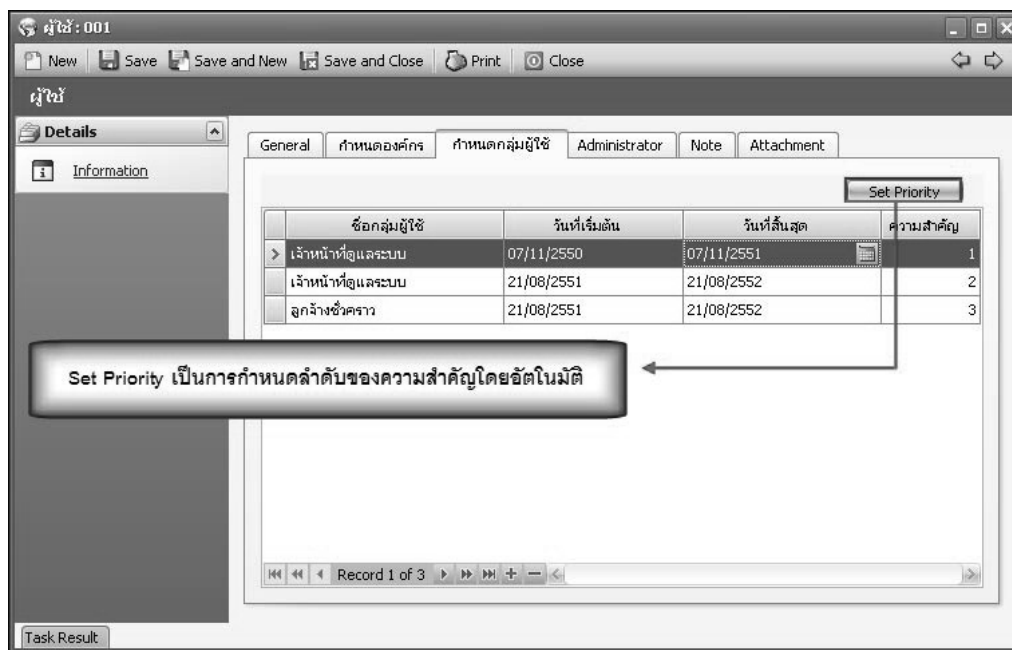 ผู้ใช้ : 001
New Save Save and New Save and Close Print Close
ผู้ใช้
Details
Information
General กำหนดองค์กร กำหนดกลุ่มผู้ใช้ Administrator Note Attachment
Set Priority
ชื่อกลุ่มผู้ใช้ วันที่เริ่มต้น วันที่สิ้นสุด ความสำคัญ
เจ้าหน้าที่ดูแลระบบ 07/11/2550 07/11/2551 1
เจ้าหน้าที่ดูแลระบบ 21/08/2551 21/08/2552 2
ลูกจ้างชั่วคราว 21/08/2551 21/08/2552 3
Set Priority เป็นการกำหนดลำดับของความสำคัญโดยอัตโนมัติ
Record 1 of 3
Task Result